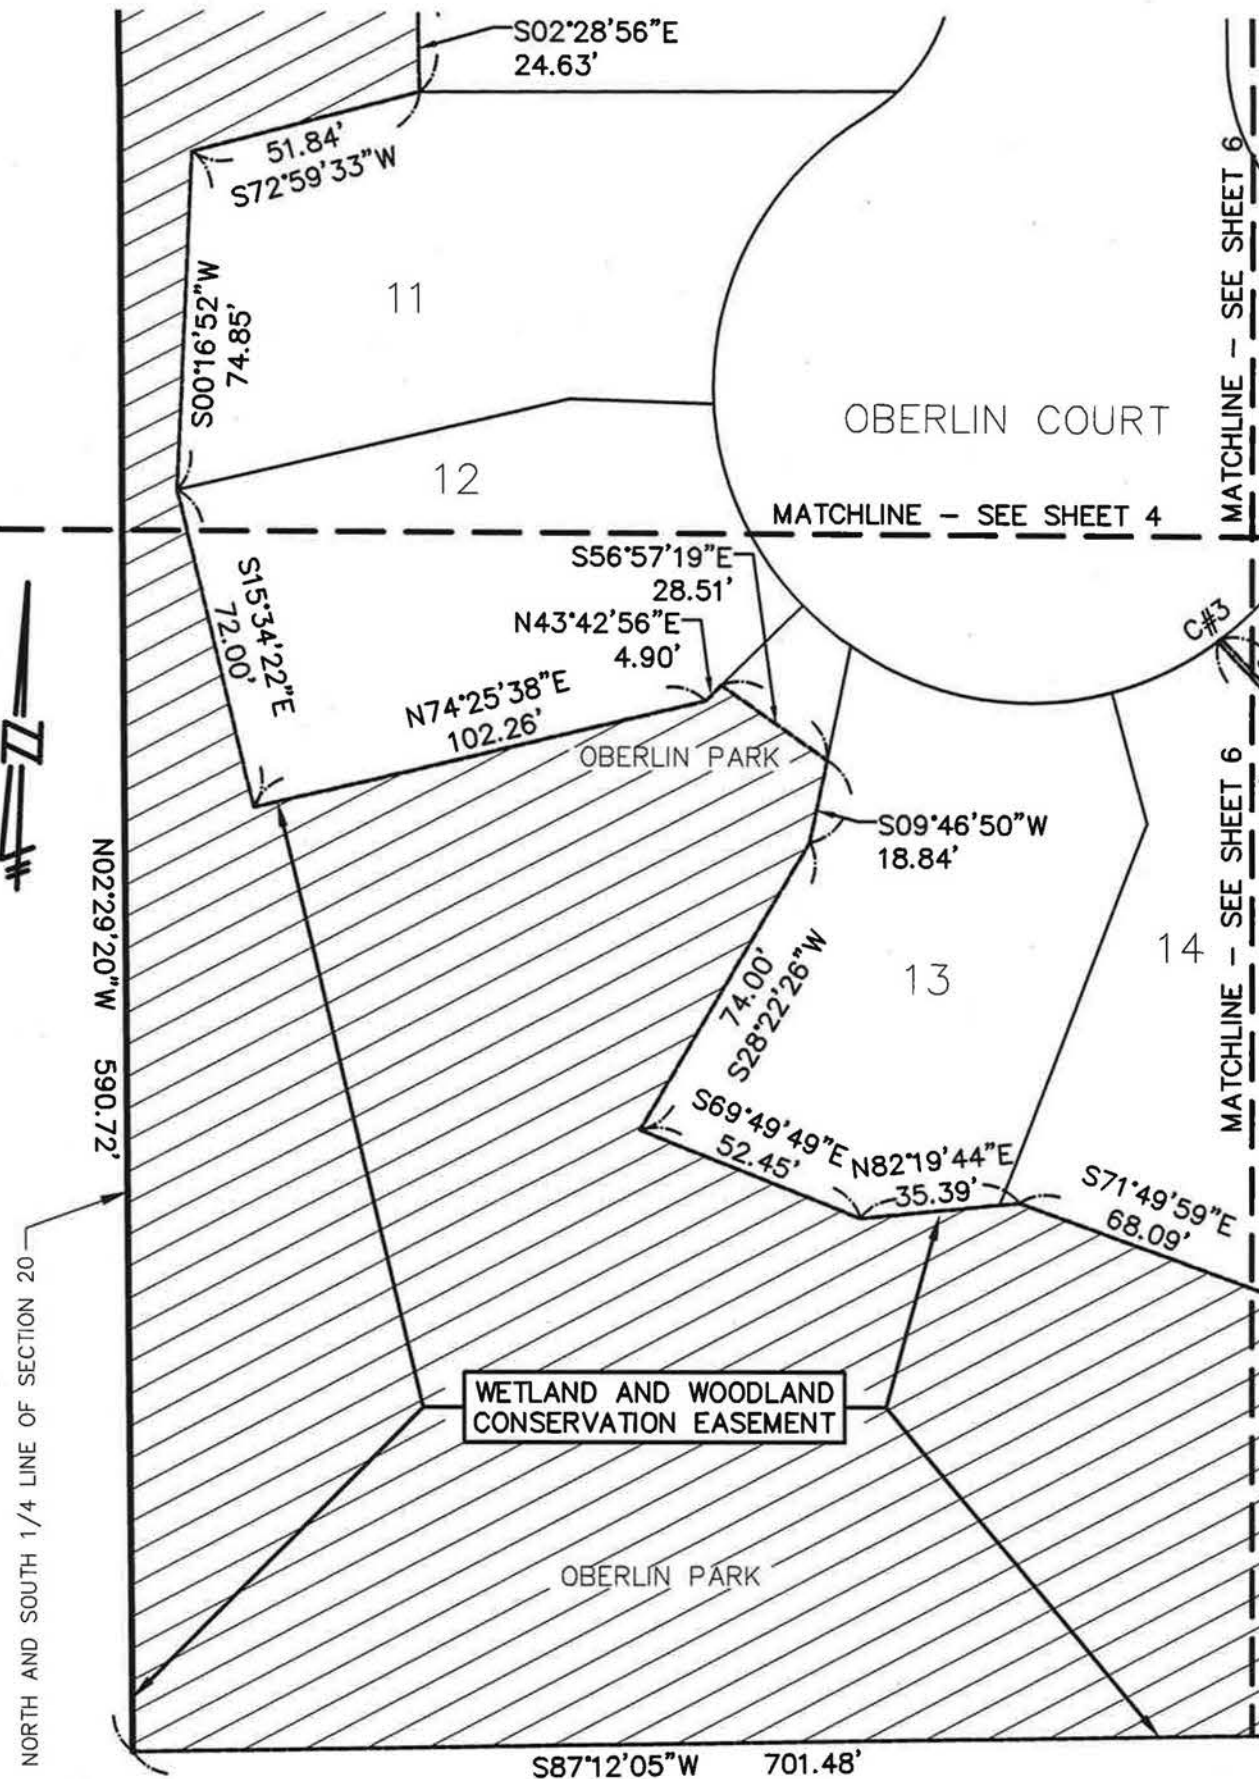 S02°28'56"E
24.63'
51.84'
S72°59'33"W
S00°16'52"W
74.85'
11
OBERLIN COURT
MATCHLINE - SEE SHEET 6
12
MATCHLINE - SEE SHEET 4
S56°57'19"E
28.51'
N43°42'56"E
4.90'
C#3
S15°34'22"E
72.00'
N74°25'38"E
102.26'
OBERLIN PARK
S09°46'50"W
18.84'
N
N02°29'20"W 590.72'
74.00'
S28°22'26"W
13
14
MATCHLINE - SEE SHEET 6
S69°49'49"E
52.45'
N82°19'44"E
35.39'
S71°49'59"E
68.09'
NORTH AND SOUTH 1/4 LINE OF SECTION 20
WETLAND AND WOODLAND
CONSERVATION EASEMENT
OBERLIN PARK
S87°12'05"W 701.48'